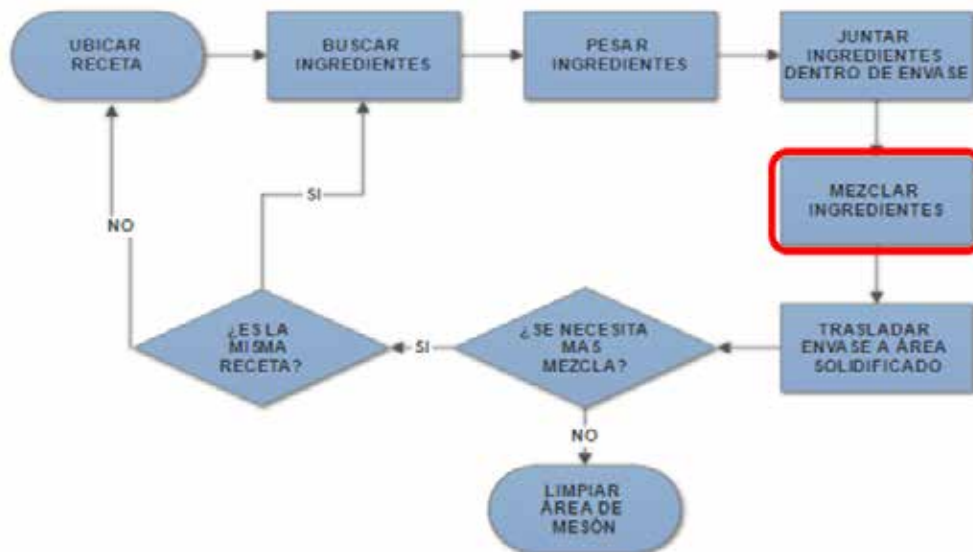 UBICAR
RECETA
BUSCAR
INGREDIENTES
PESAR
INGREDIENTES
JUNTAR
INGREDIENTES
DENTRO DE ENVASE
MEZCLAR
INGREDIENTES
TRASLADAR
ENVASE A ÁREA
SOLIDIFICADO
¿SE NECESITA
MAS
MEZCLA?
SI
¿ES LA
MISMA
RECETA?
SI
NO
NO
LIMPIAR
ÁREA DE
MESÓN